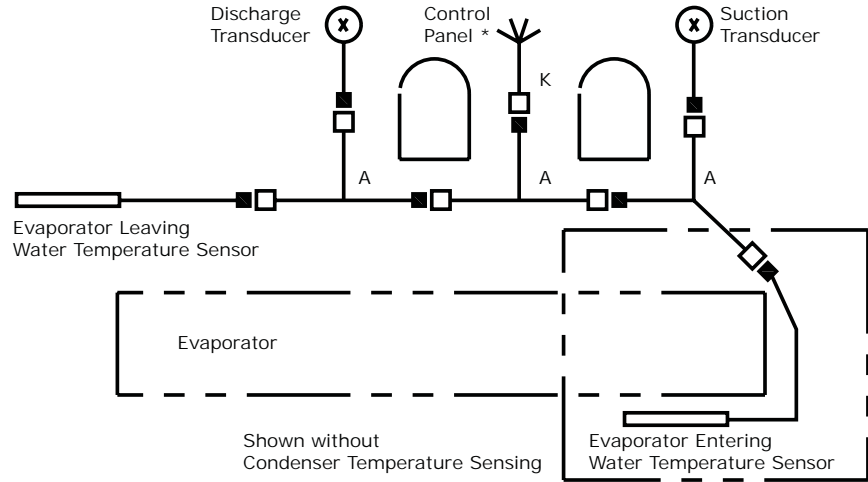 Discharge
Transducer
Control
Panel *
Suction
Transducer
K
A
A
A
Evaporator Leaving
Water Temperature Sensor
Evaporator
Shown without
Condenser Temperature Sensing
Evaporator Entering
Water Temperature Sensor